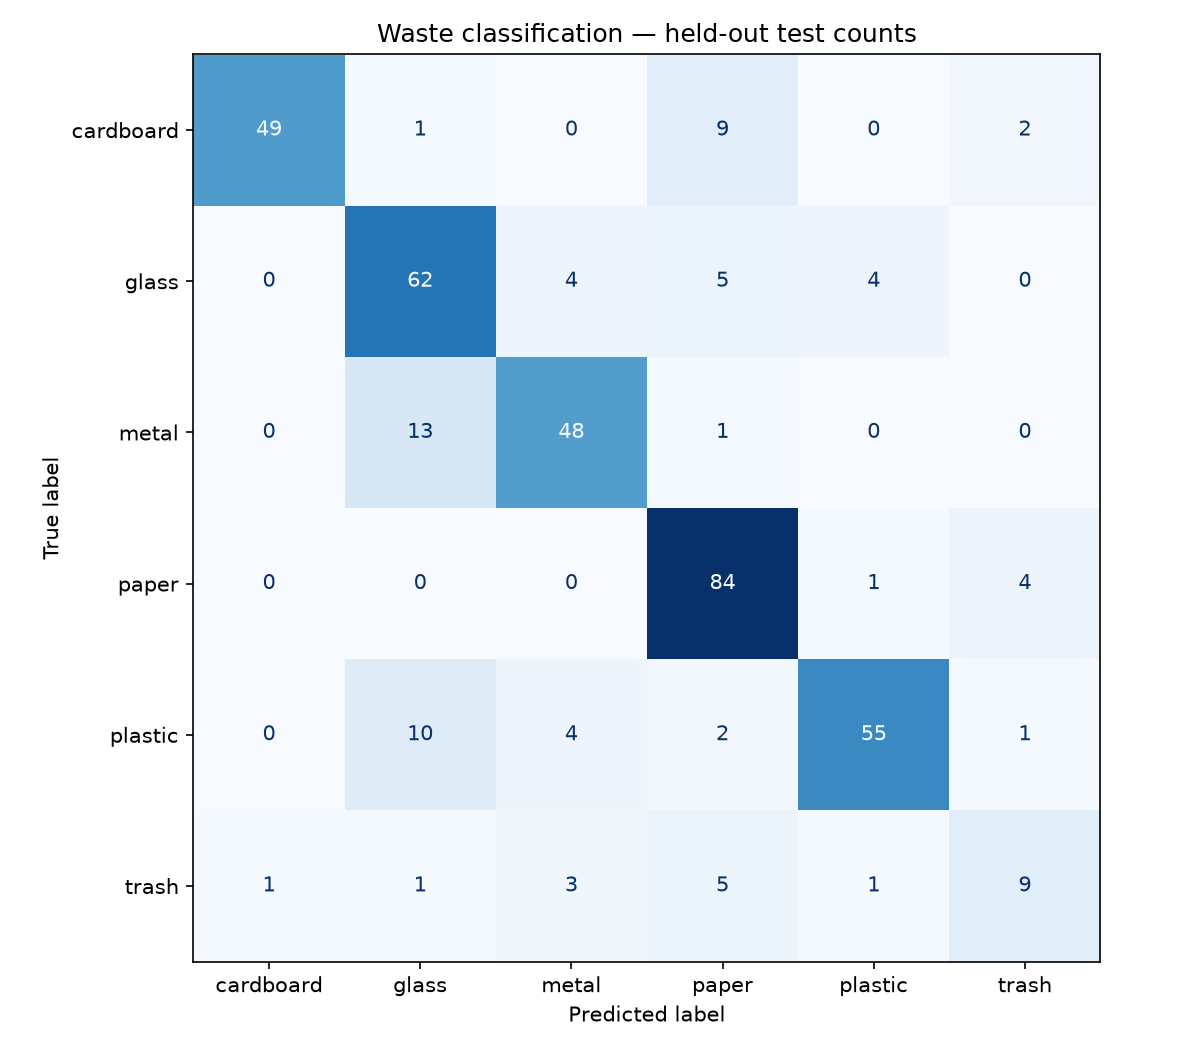 Waste classification — held-out test counts
cardboard 49 1 0 9 0 2
glass 0 62 4 5 4 0
metal 0 13 48 1 0 0
paper 0 0 0 84 1 4
plastic 0 10 4 2 55 1
trash 1 1 3 5 1 9
cardboard glass metal paper plastic trash
Predicted label
True label